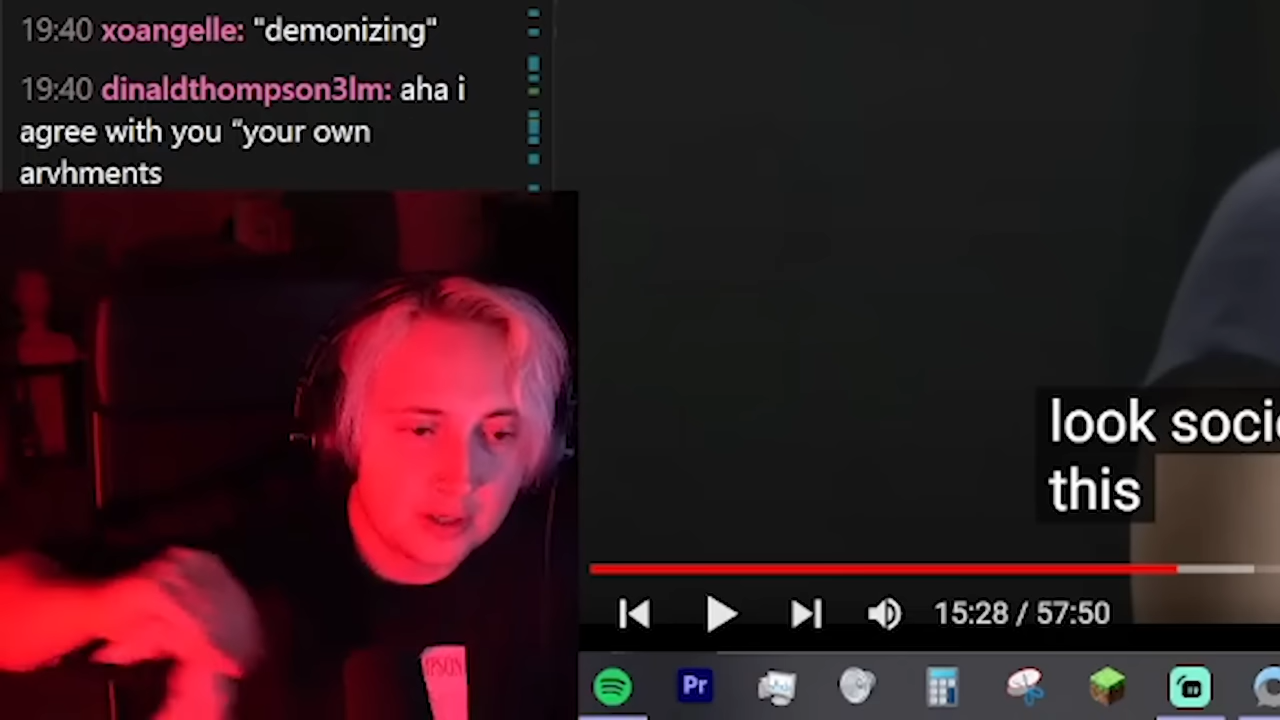 19:40 xoangelle: "demonizing"
19:40 dinaldthompson3lm: aha i
agree with you “your own
arvhments
look
this
15:28 / 57:50
Pr